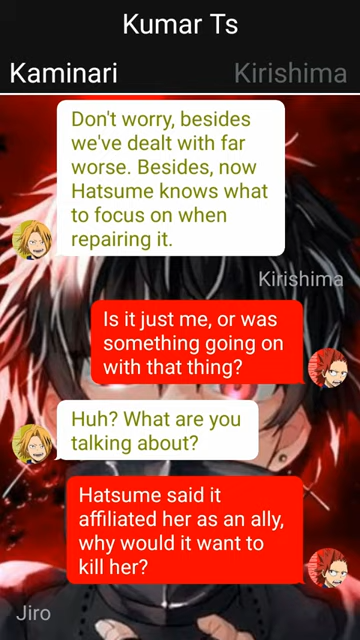 Kumar Ts
Kaminari Kirishima
Don't worry, besides
we've dealt with far
worse. Besides, now
Hatsume knows what
to focus on when
repairing it.
Kirishima
Is it just me, or was
something going on
with that thing?
Huh? What are you
talking about?
Hatsume said it
affiliated her as an ally,
why would it want to
kill her?
Jiro